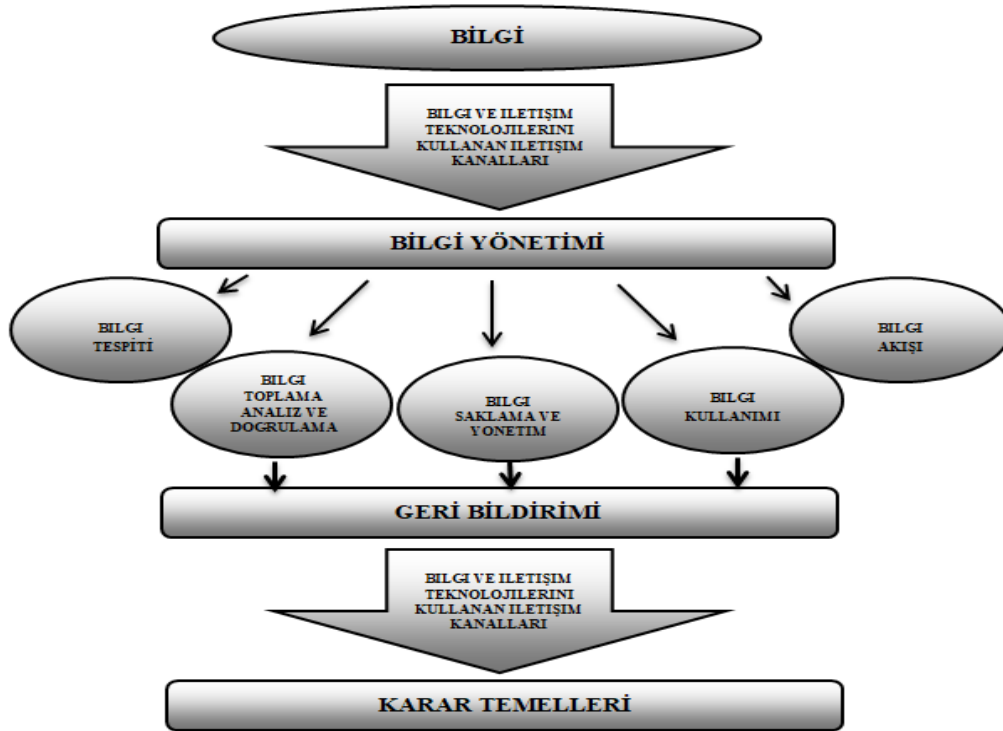 BİLGİ
BILGI VE ILETIŞIM
TEKNOLOJILERINI
KULLANAN ILETIŞIM
KANALLARI
BİLGİ YÖNETİMİ
BILGI
TESPİTİ
BILGI
AKIŞI
BILGI
TOPLAMA
ANALIZ VE
DOGRULAMA
BILGI
SAKLAMA VE
YONETIM
BILGI
KULLANIMI
GERİ BİLDİRİMİ
BILGI VE ILETIŞIM
TEKNOLOJILERINI
KULLANAN ILETIŞIM
KANALLARI
KARAR TEMELLERİ